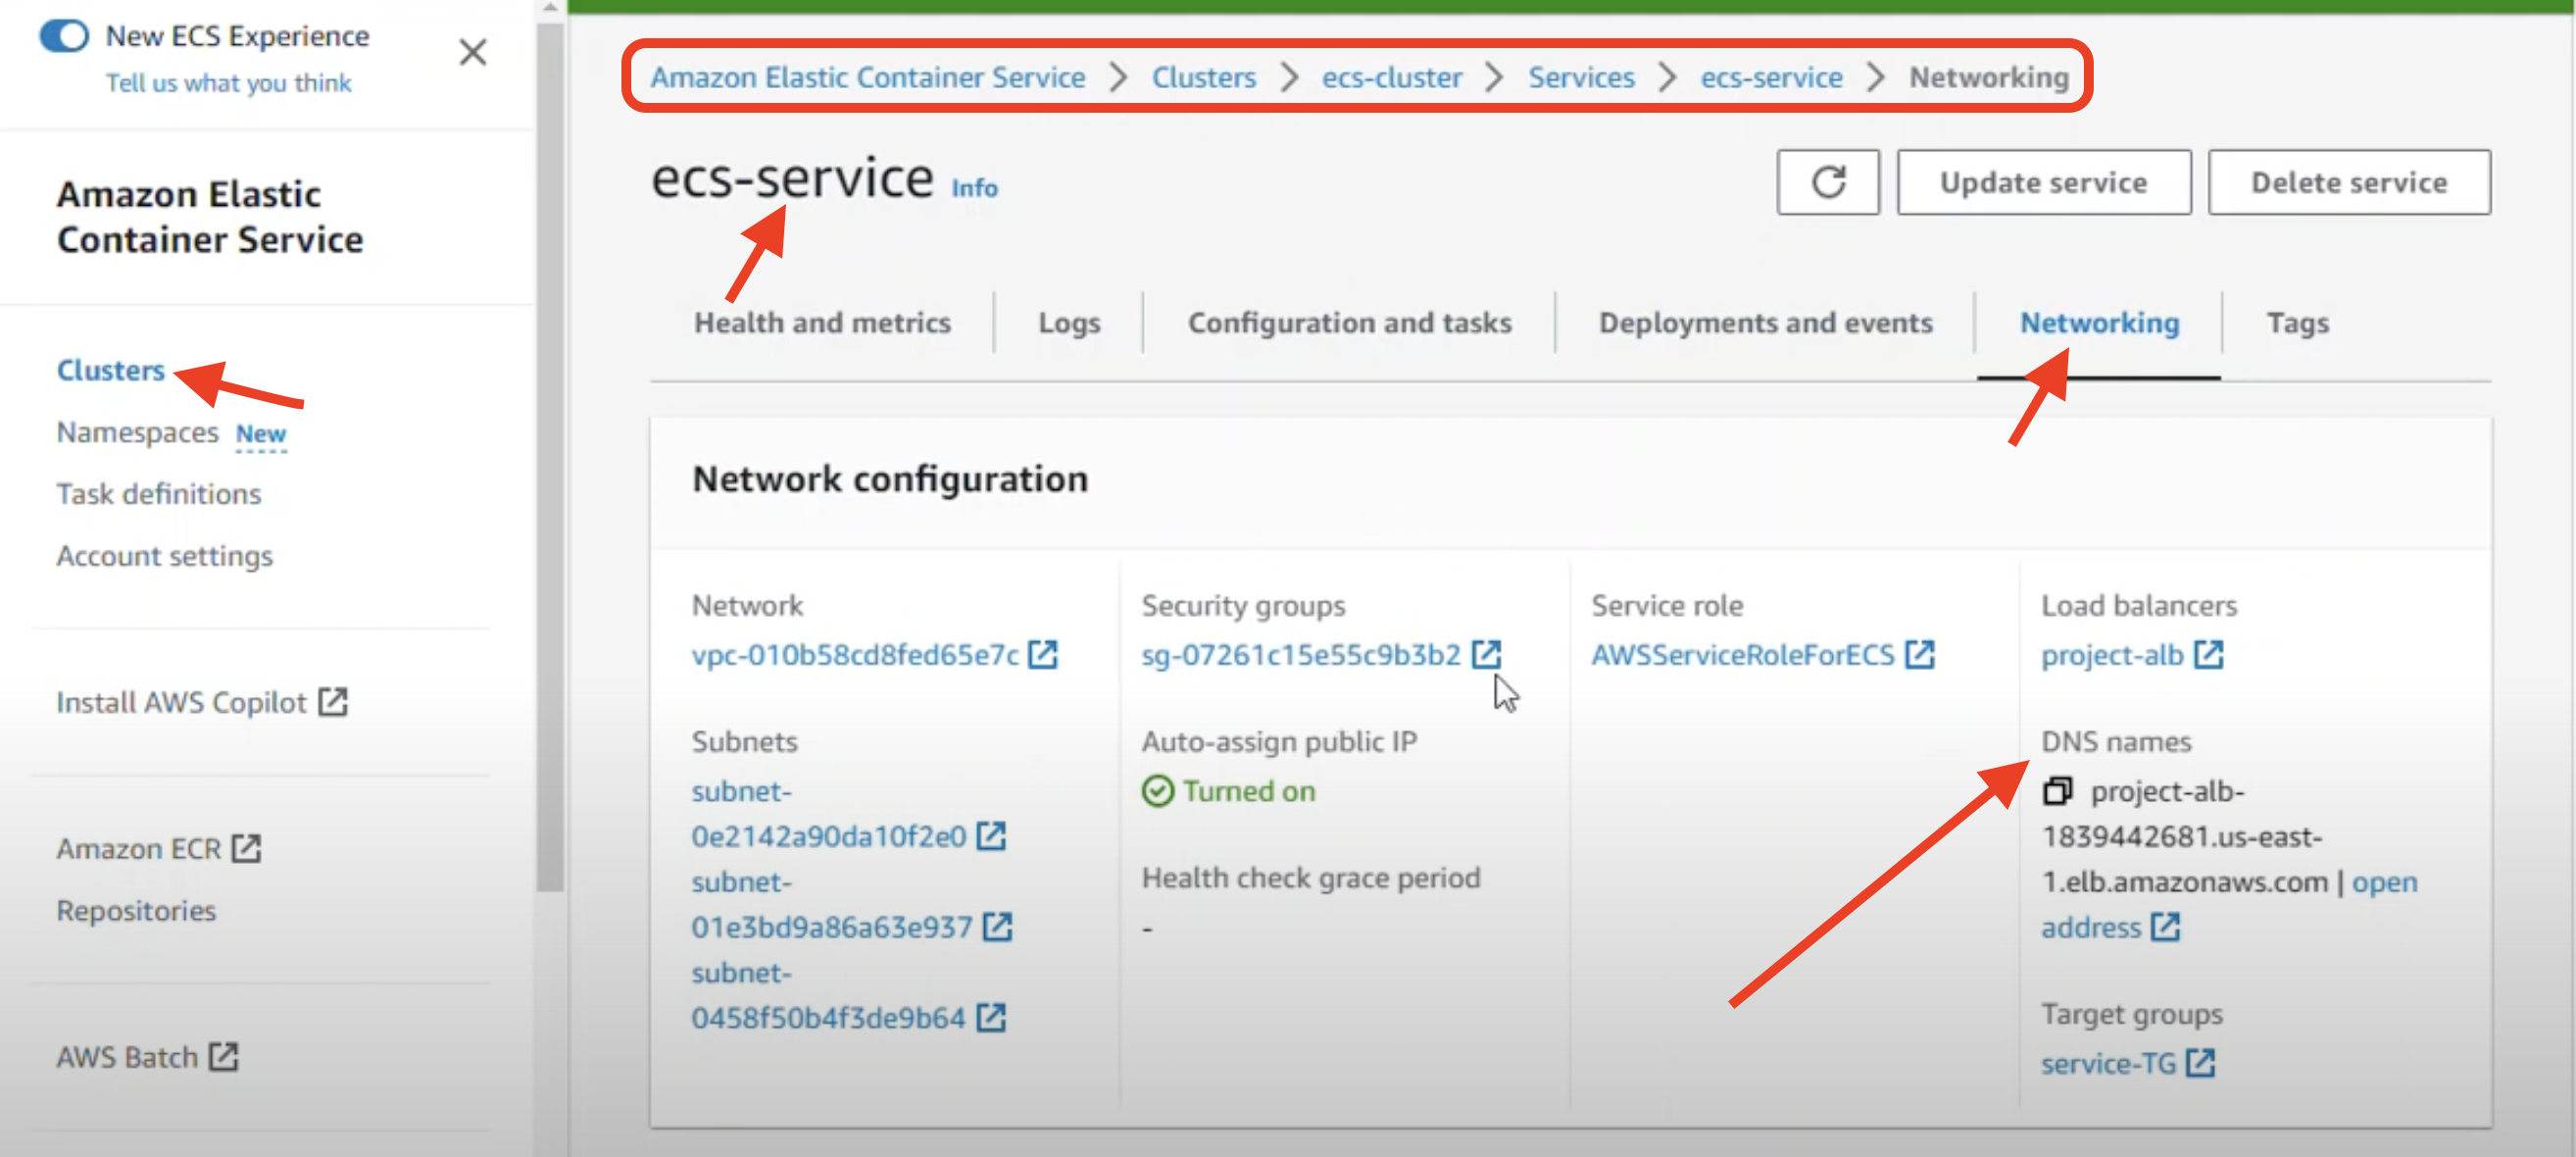 New ECS Experience
Tell us what you think
Amazon Elastic
Container Service
Clusters
Namespaces New
Task definitions
Account settings
Install AWS Copilot
Amazon ECR
Repositories
AWS Batch
Amazon Elastic Container Service > Clusters > ecs-cluster > Services > ecs-service > Networking
ecs-service Info
Update service
Delete service
Health and metrics
Logs
Configuration and tasks
Deployments and events
Networking
Tags
Network configuration
Network
vpc-010b58cd8fed65e7c
Subnets
subnet-
0e2142a90da10f2e0
subnet-
01e3bd9a86a63e937
subnet-
0458f50b4f3de9b64
Security groups
sg-07261c15e55c9b3b2
Auto-assign public IP
Turned on
Health check grace period
-
Service role
AWSServiceRoleForECS
Load balancers
project-alb
DNS names
project-alb-
1839442681.us-east-
1.elb.amazonaws.com | open
address
Target groups
service-TG